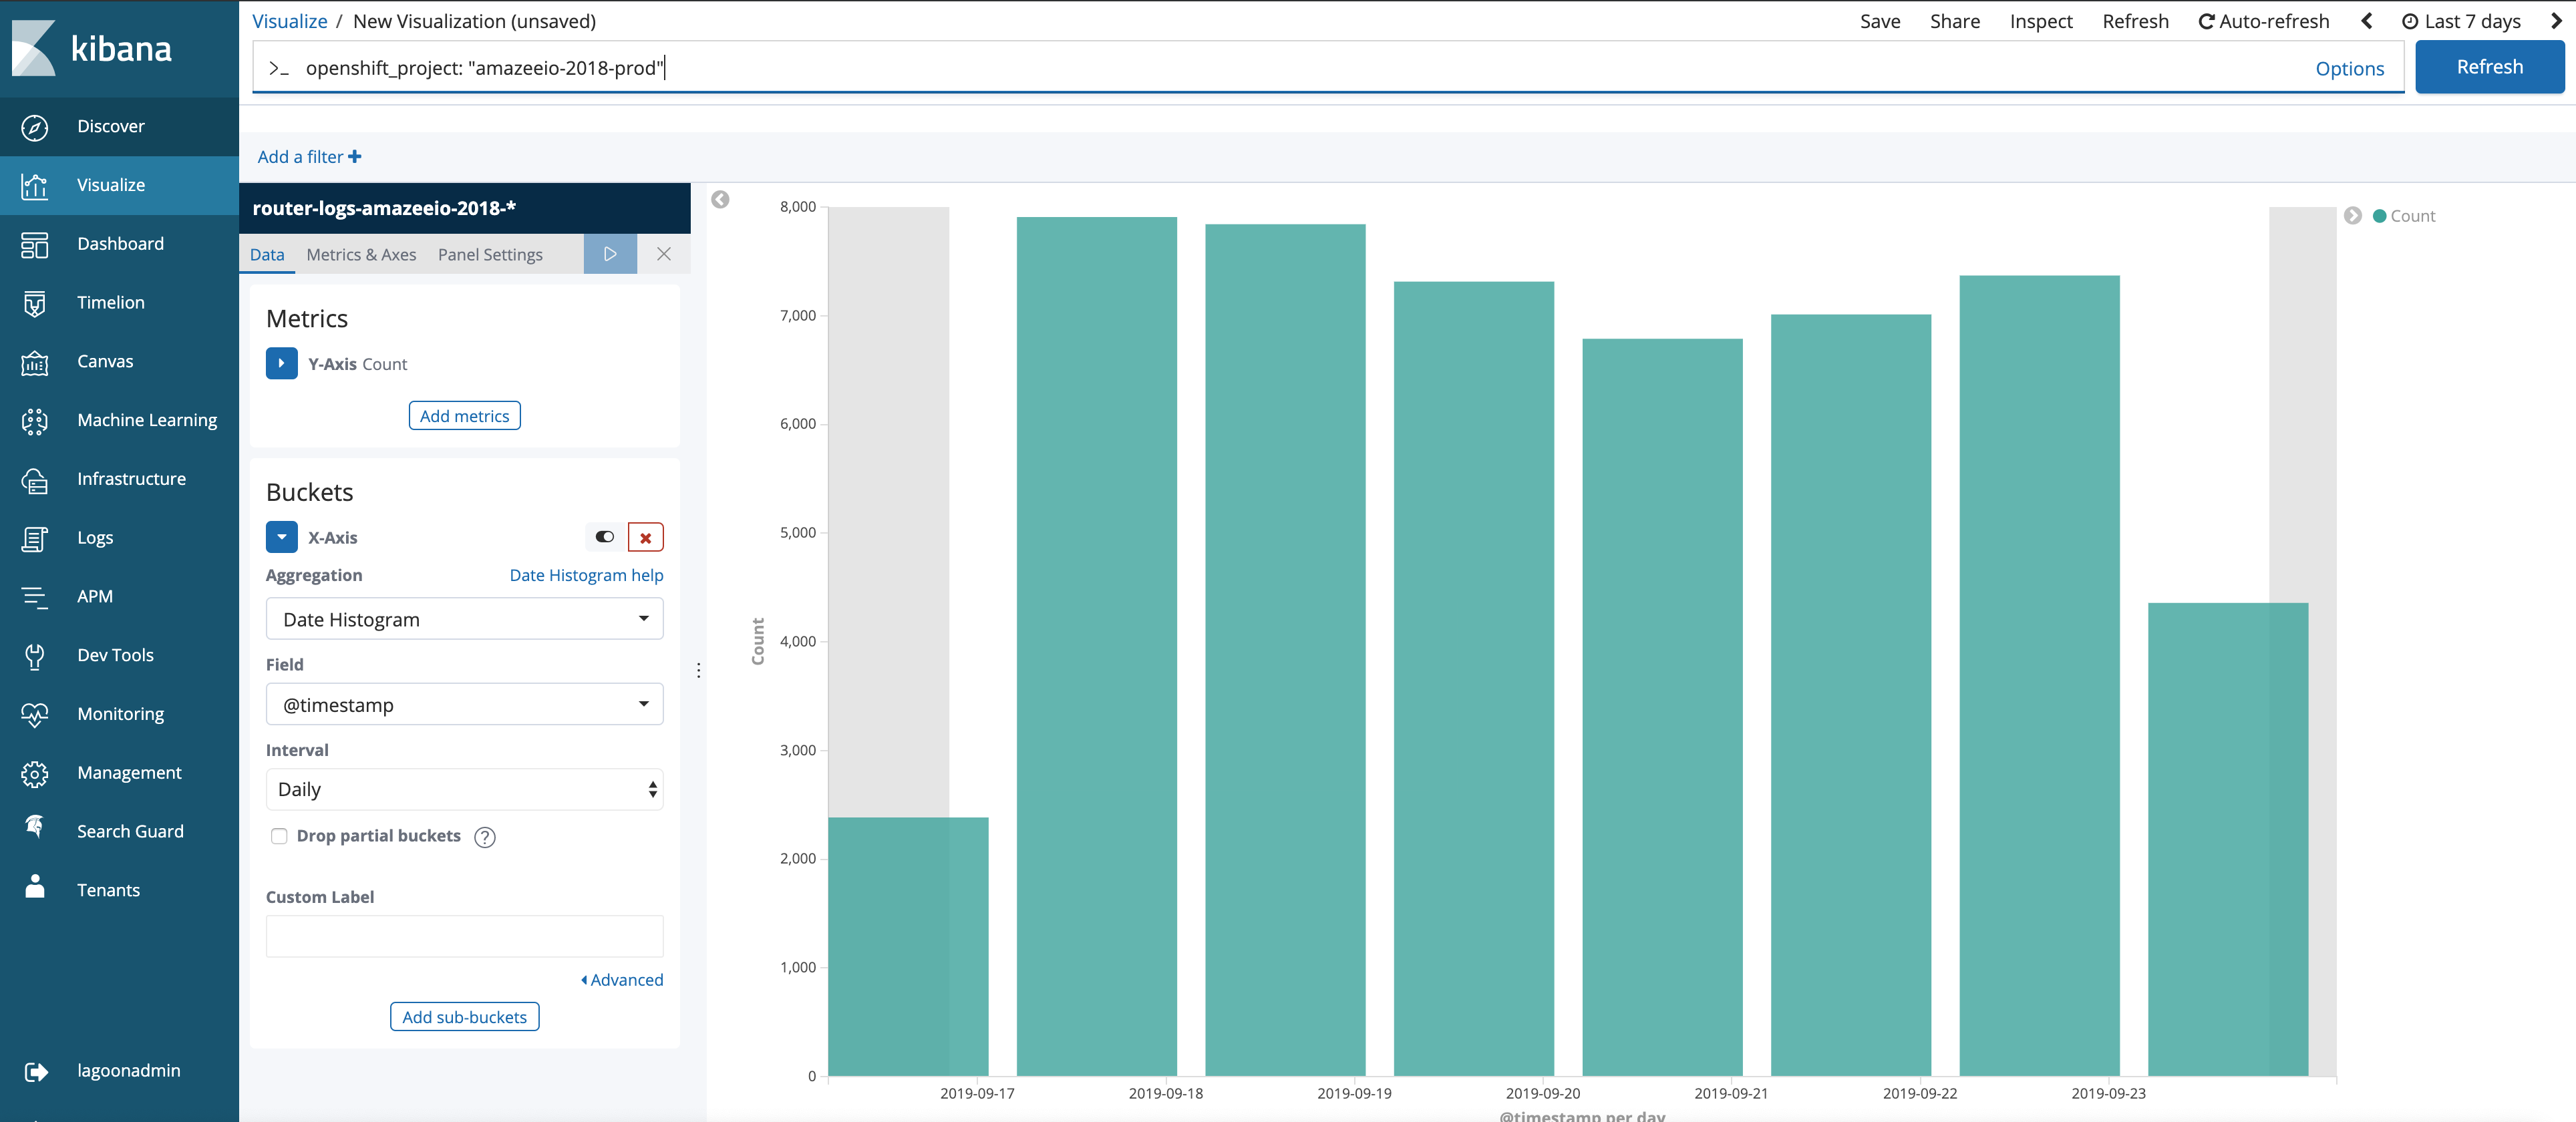 kibana
Discover
Visualize
Dashboard
Timelion
Canvas
Machine Learning
Infrastructure
Logs
APM
Dev Tools
Monitoring
Management
Search Guard
Tenants
lagoonadmin
Visualize / New Visualization (unsaved)
Save Share Inspect Refresh Auto-refresh Last 7 days
>_ openshift_project: "amazeeio-2018-prod"
Options
Refresh
Add a filter
router-logs-amazeeio-2018-*
Data Metrics & Axes Panel Settings
Metrics
Y-Axis Count
Add metrics
Buckets
X-Axis
Aggregation Date Histogram help
Date Histogram
Field
@timestamp
Interval
Daily
Drop partial buckets ?
Custom Label
Advanced
Add sub-buckets
Count
8,000
7,000
6,000
5,000
4,000
3,000
2,000
1,000
0
2019-09-17 2019-09-18 2019-09-19 2019-09-20 2019-09-21 2019-09-22 2019-09-23
@timestamp per day
Count